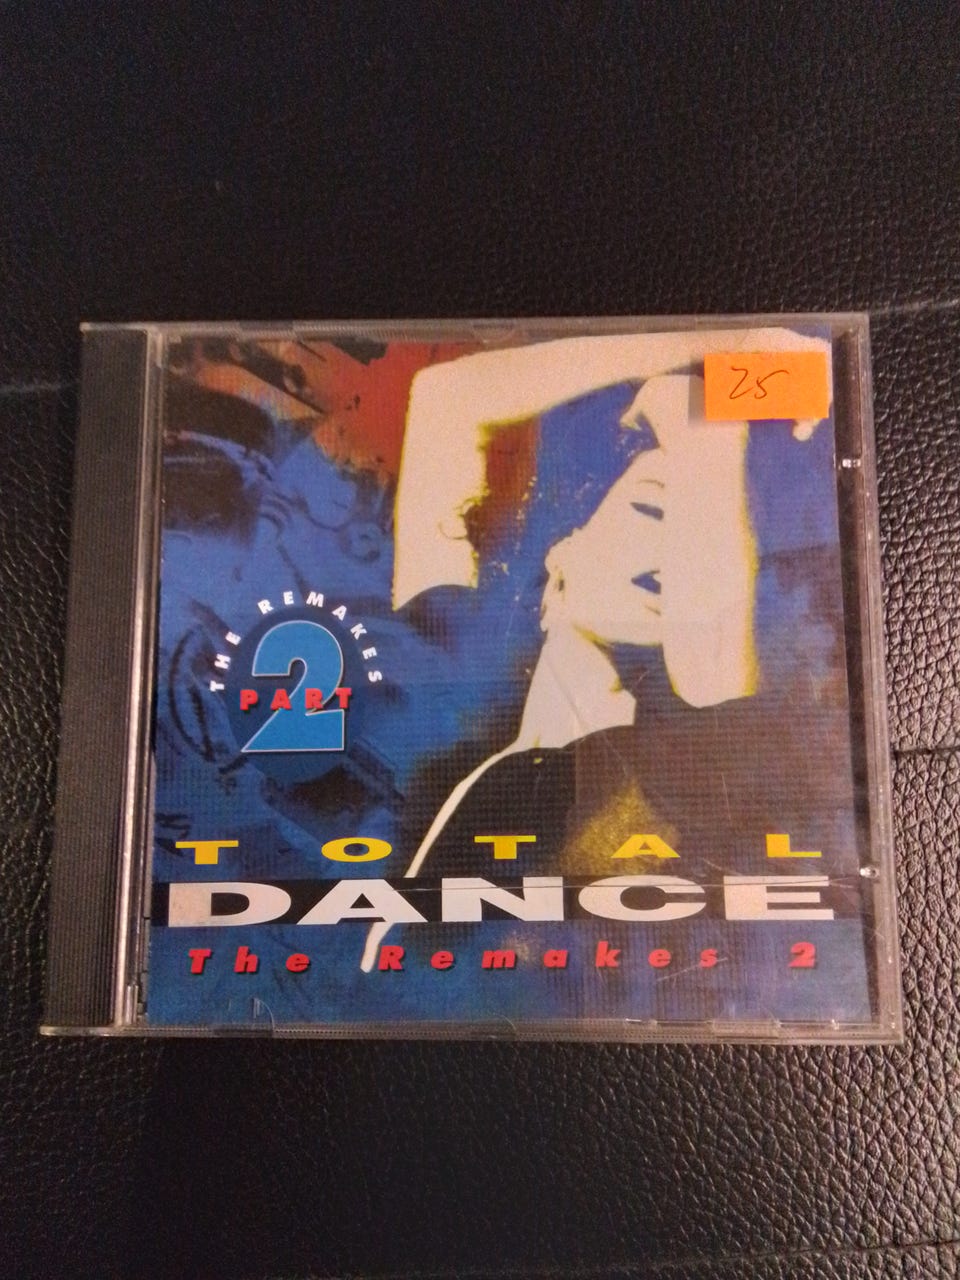 25
THE REMAKES
2
PART
TOTAL
DANCE
The Remakes 2